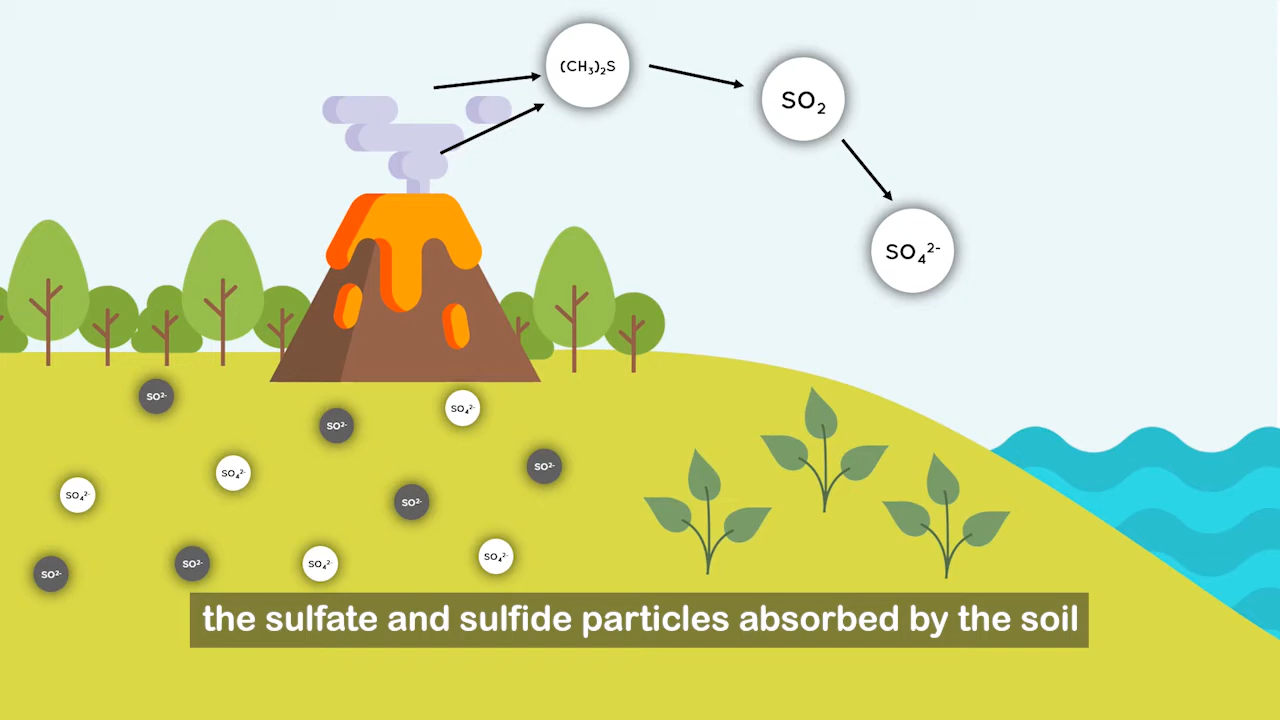 (CH₃)₂S
SO₂
SO₄²⁻
SO²⁻
SO²⁻
SO₄²⁻
SO₄²⁻
SO²⁻
SO₄²⁻
SO²⁻
SO²⁻
SO²⁻
SO₄²⁻
SO₄²⁻
the sulfate and sulfide particles absorbed by the soil